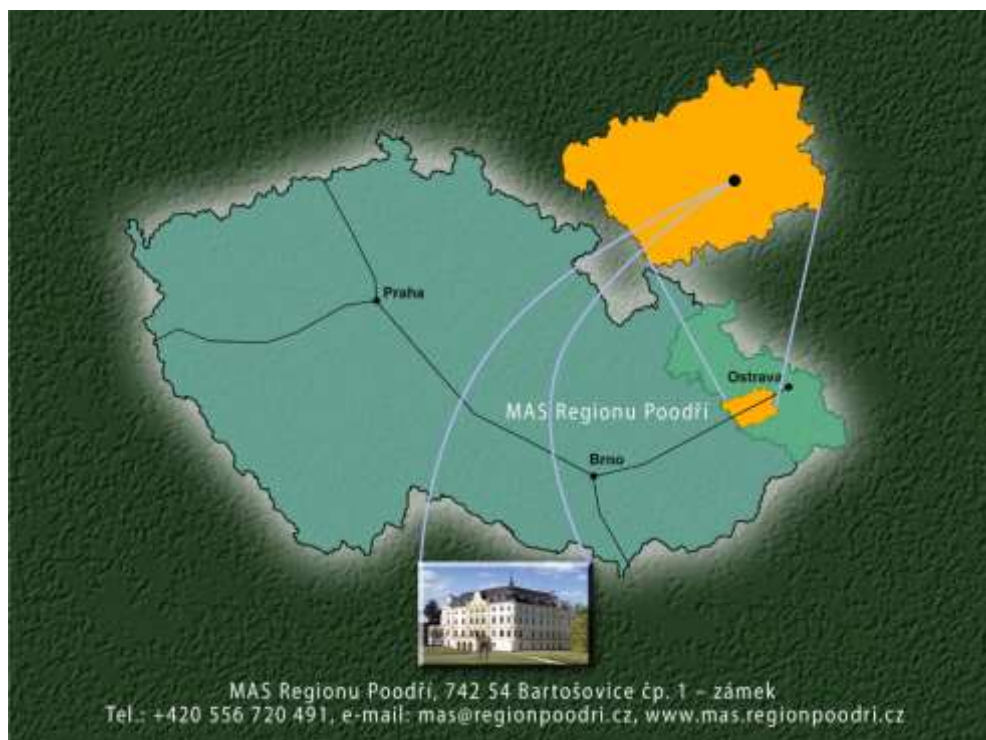 Praha
Ostrava
MAS Regionu Poodří
Brno
MAS Regionu Poodří, 742 54 Bartošovice čp. 1 – zámek
Tel.: +420 556 720 491, e-mail: mas@regionpoodri.cz, www.mas.regionpoodri.cz